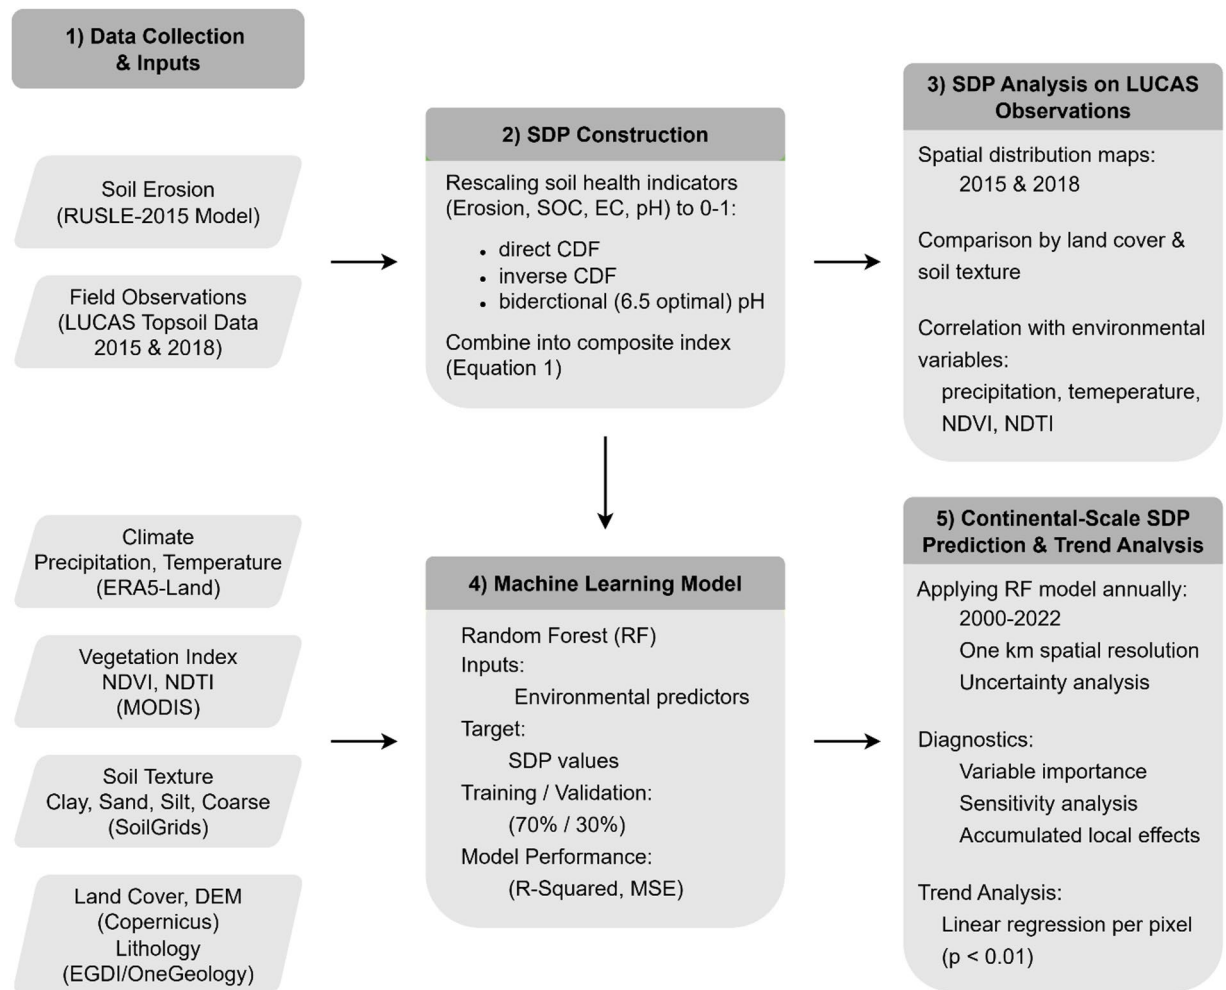 1) Data Collection
& Inputs
Soil Erosion
(RUSLE-2015 Model)
Field Observations
(LUCAS Topsoil Data
2015 & 2018)
Climate
Precipitation, Temperature
(ERA5-Land)
Vegetation Index
NDVI, NDTI
(MODIS)
Soil Texture
Clay, Sand, Silt, Coarse
(SoilGrids)
Land Cover, DEM
(Copernicus)
Lithology
(EGDI/OneGeology)
2) SDP Construction
Rescaling soil health indicators
(Erosion, SOC, EC, pH) to 0-1:
• direct CDF
• inverse CDF
• biderctional (6.5 optimal) pH
Combine into composite index
(Equation 1)
3) SDP Analysis on LUCAS
Observations
Spatial distribution maps:
2015 & 2018
Comparison by land cover &
soil texture
Correlation with environmental
variables:
precipitation, temeperature,
NDVI, NDTI
4) Machine Learning Model
Random Forest (RF)
Inputs:
Environmental predictors
Target:
SDP values
Training / Validation:
(70% / 30%)
Model Performance:
(R-Squared, MSE)
5) Continental-Scale SDP
Prediction & Trend Analysis
Applying RF model annually:
2000-2022
One km spatial resolution
Uncertainty analysis
Diagnostics:
Variable importance
Sensitivity analysis
Accumulated local effects
Trend Analysis:
Linear regression per pixel
(p < 0.01)